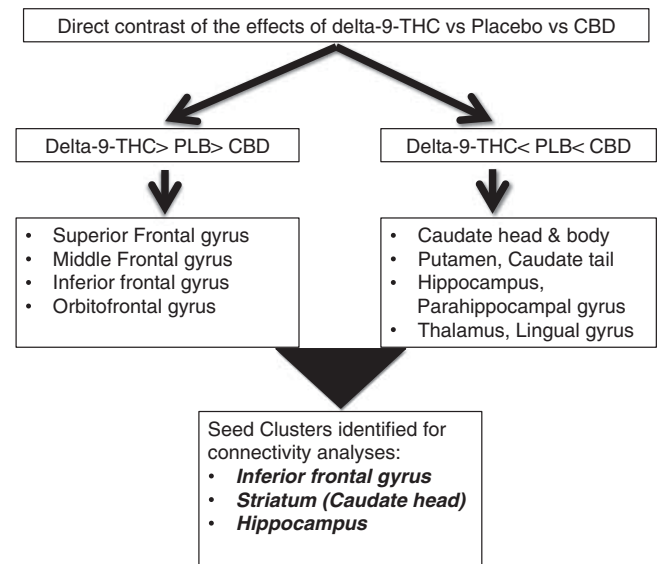 Direct contrast of the effects of delta-9-THC vs Placebo vs CBD
Delta-9-THC> PLB> CBD
Delta-9-THC< PLB< CBD
• Superior Frontal gyrus
• Middle Frontal gyrus
• Inferior frontal gyrus
• Orbitofrontal gyrus
• Caudate head & body
• Putamen, Caudate tail
• Hippocampus,
Parahippocampal gyrus
• Thalamus, Lingual gyrus
Seed Clusters identified for
connectivity analyses:
• Inferior frontal gyrus
• Striatum (Caudate head)
• Hippocampus